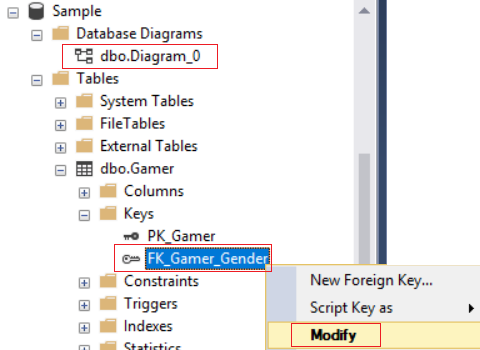 Sample
Database Diagrams
dbo.Diagram_0
Tables
System Tables
FileTables
External Tables
dbo.Gamer
Columns
Keys
PK_Gamer
FK_Gamer_Gender
Constraints
New Foreign Key...
Triggers
Script Key as
Indexes
Modify
Statistics